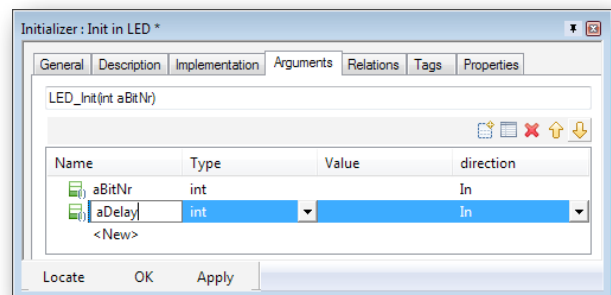 Initializer : Init in LED *
General Description Implementation Arguments Relations Tags Properties
LED_Init(int aBitNr)
Name Type Value direction
aBitNr int In
aDelay int In
<New>
Locate OK Apply